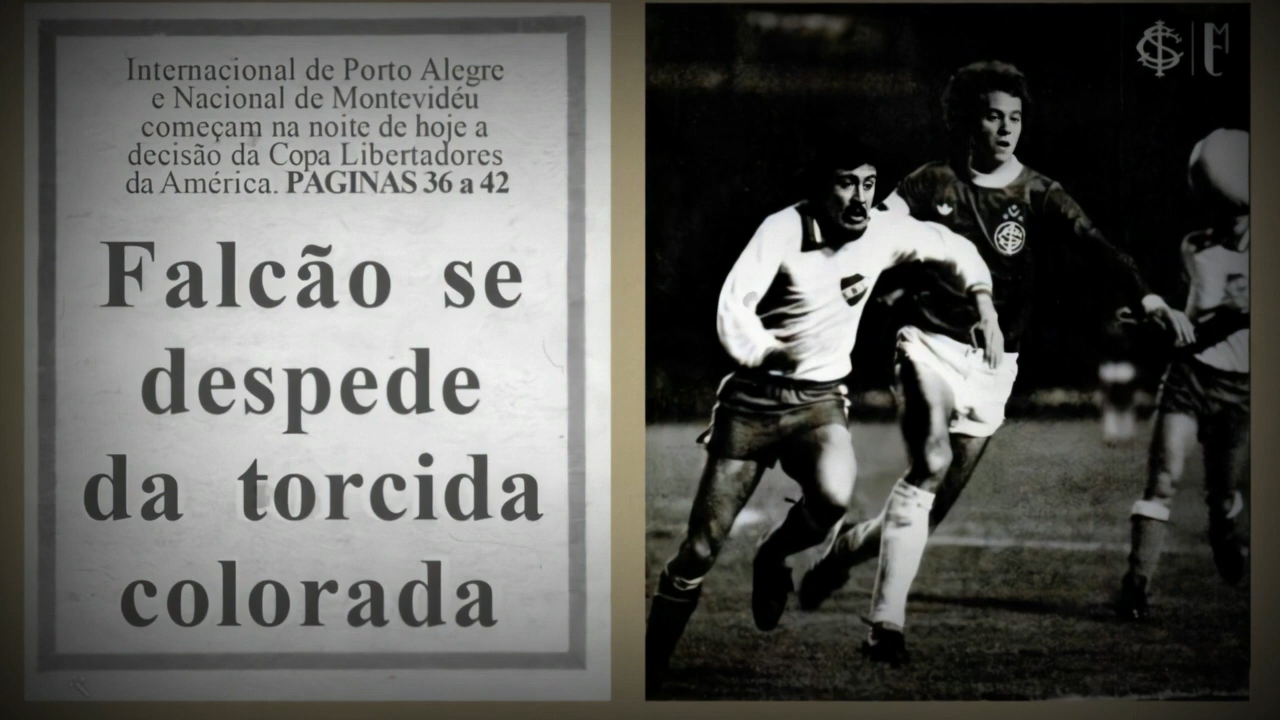 Internacional de Porto Alegre
e Nacional de Montevidéu
começam na noite de hoje a
decisão da Copa Libertadores
da América. PAGINAS 36 a 42
Falcão se
despede
da torcida
colorada